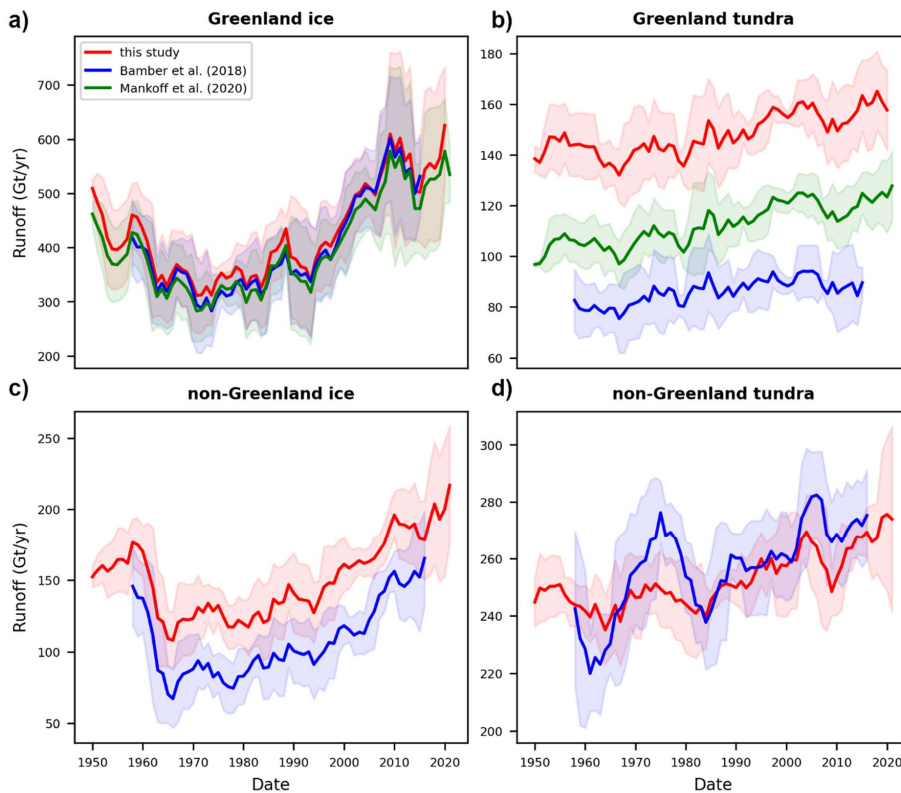 a)
Greenland ice
this study
Bamber et al. (2018)
Mankoff et al. (2020)
Runoff (Gt/yr)
700
600
500
400
300
200
b)
Greenland tundra
180
160
140
120
100
80
60
c)
non-Greenland ice
Runoff (Gt/yr)
250
200
150
100
50
1950 1960 1970 1980 1990 2000 2010 2020
Date
d)
non-Greenland tundra
300
280
260
240
220
200
1950 1960 1970 1980 1990 2000 2010 2020
Date